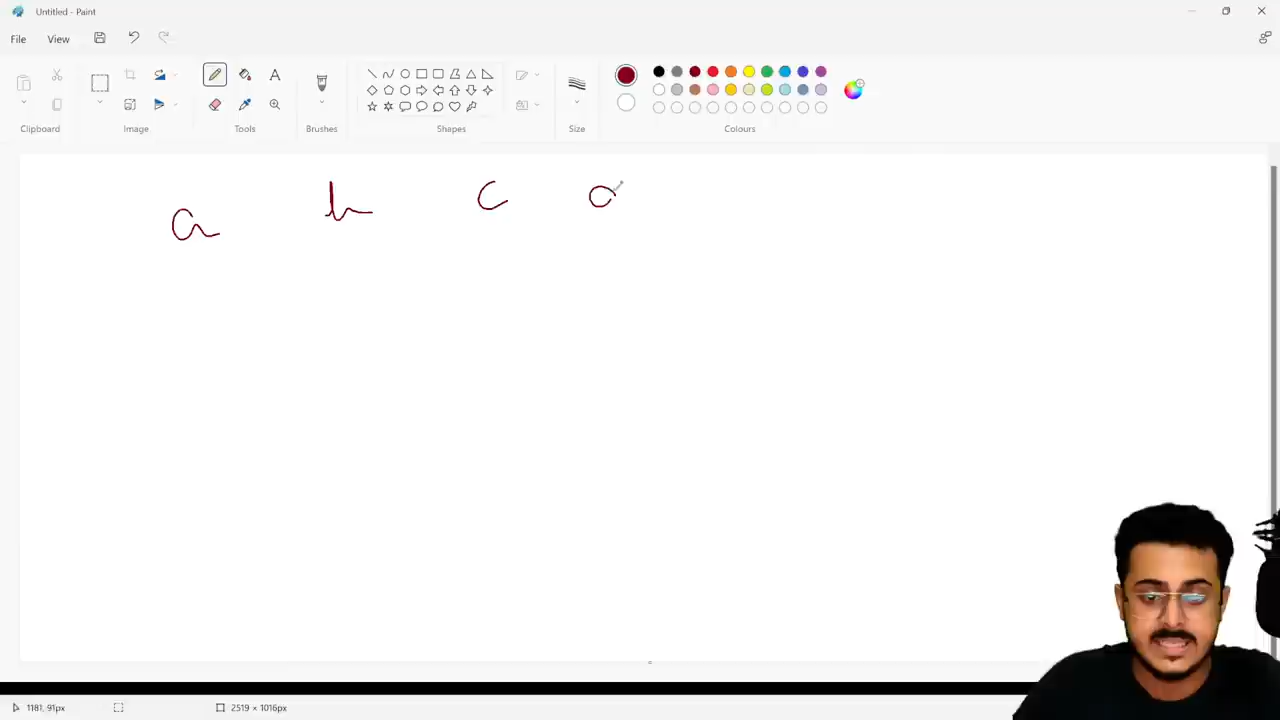 Untitled - Paint
File View
Clipboard Image Tools Brushes Shapes Size Colours
a b c
1181, 91px 2519 × 1016px